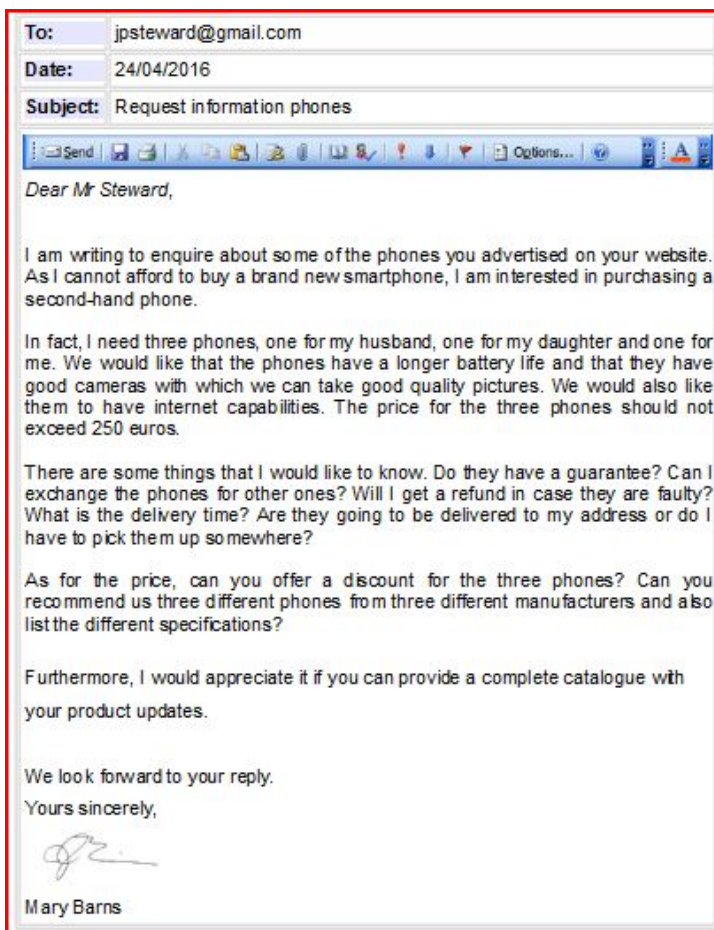 To: jpsteward@gmail.com
Date: 24/04/2016
Subject: Request information phones
Send Options...
Dear Mr Steward,
I am writing to enquire about some of the phones you advertised on your website.
As I cannot afford to buy a brand new smartphone, I am interested in purchasing a
second-hand phone.
In fact, I need three phones, one for my husband, one for my daughter and one for
me. We would like that the phones have a longer battery life and that they have
good cameras with which we can take good quality pictures. We would also like
them to have internet capabilities. The price for the three phones should not
exceed 250 euros.
There are some things that I would like to know. Do they have a guarantee? Can I
exchange the phones for other ones? Will I get a refund in case they are faulty?
What is the delivery time? Are they going to be delivered to my address or do I
have to pick them up somewhere?
As for the price, can you offer a discount for the three phones? Can you
recommend us three different phones from three different manufacturers and also
list the different specifications?
Furthermore, I would appreciate it if you can provide a complete catalogue with
your product updates.
We look forward to your reply.
Yours sincerely,
Mary Barns